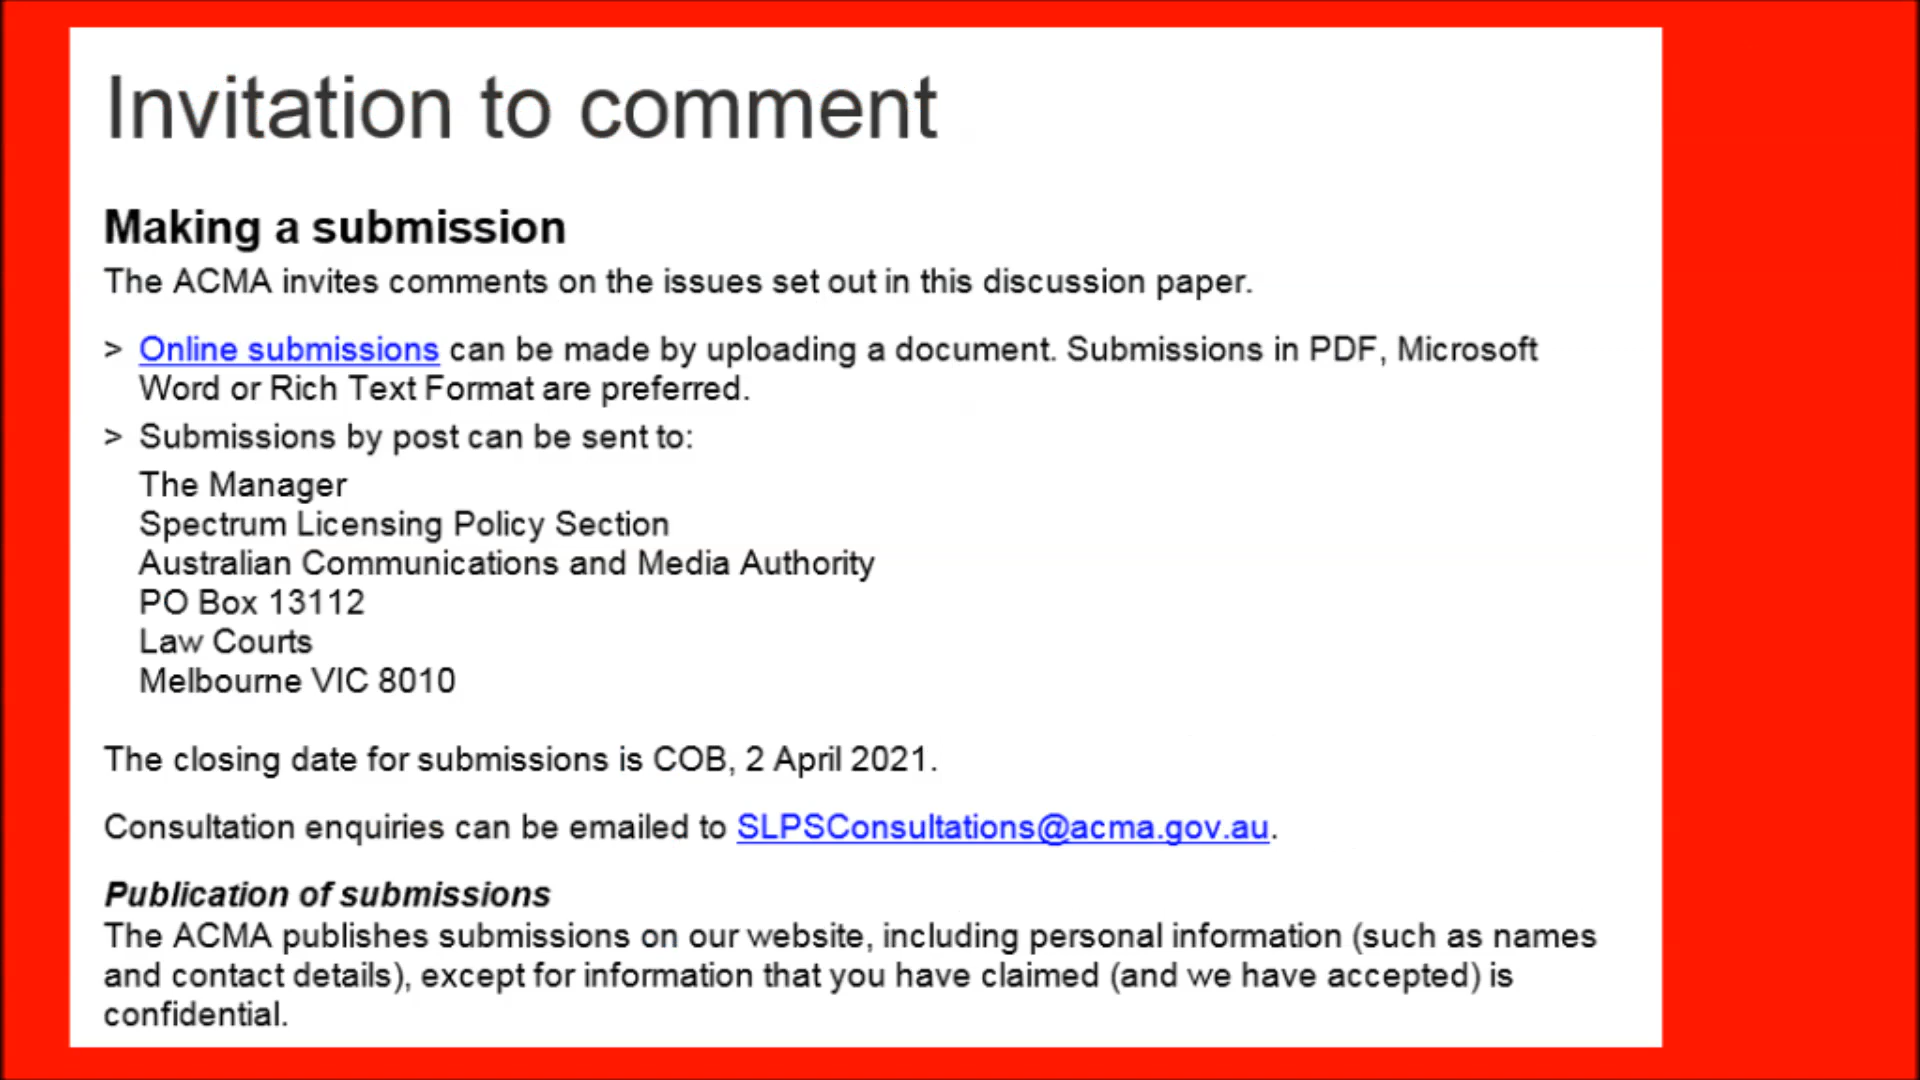 Invitation to comment
Making a submission
The ACMA invites comments on the issues set out in this discussion paper.
> Online submissions can be made by uploading a document. Submissions in PDF, Microsoft
Word or Rich Text Format are preferred.
> Submissions by post can be sent to:
The Manager
Spectrum Licensing Policy Section
Australian Communications and Media Authority
PO Box 13112
Law Courts
Melbourne VIC 8010
The closing date for submissions is COB, 2 April 2021.
Consultation enquiries can be emailed to SLPSConsultations@acma.gov.au.
Publication of submissions
The ACMA publishes submissions on our website, including personal information (such as names
and contact details), except for information that you have claimed (and we have accepted) is
confidential.